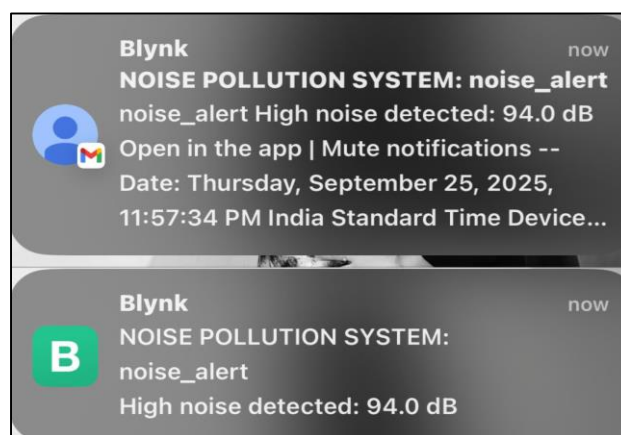 Blynk now
NOISE POLLUTION SYSTEM: noise_alert
noise_alert High noise detected: 94.0 dB
Open in the app | Mute notifications --
Date: Thursday, September 25, 2025,
11:57:34 PM India Standard Time Device...
Blynk now
NOISE POLLUTION SYSTEM:
noise_alert
High noise detected: 94.0 dB
B